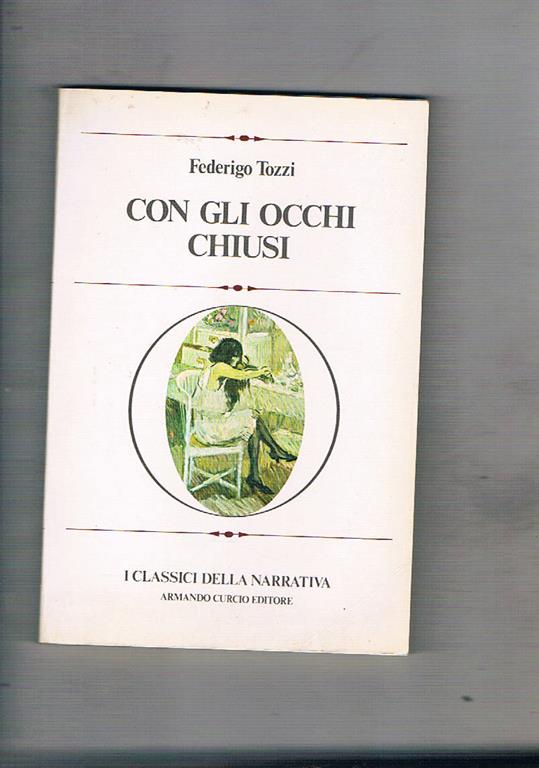 Federigo Tozzi
CON GLI OCCHI
CHIUSI
I CLASSICI DELLA NARRATIVA
ARMANDO CURCIO EDITORE